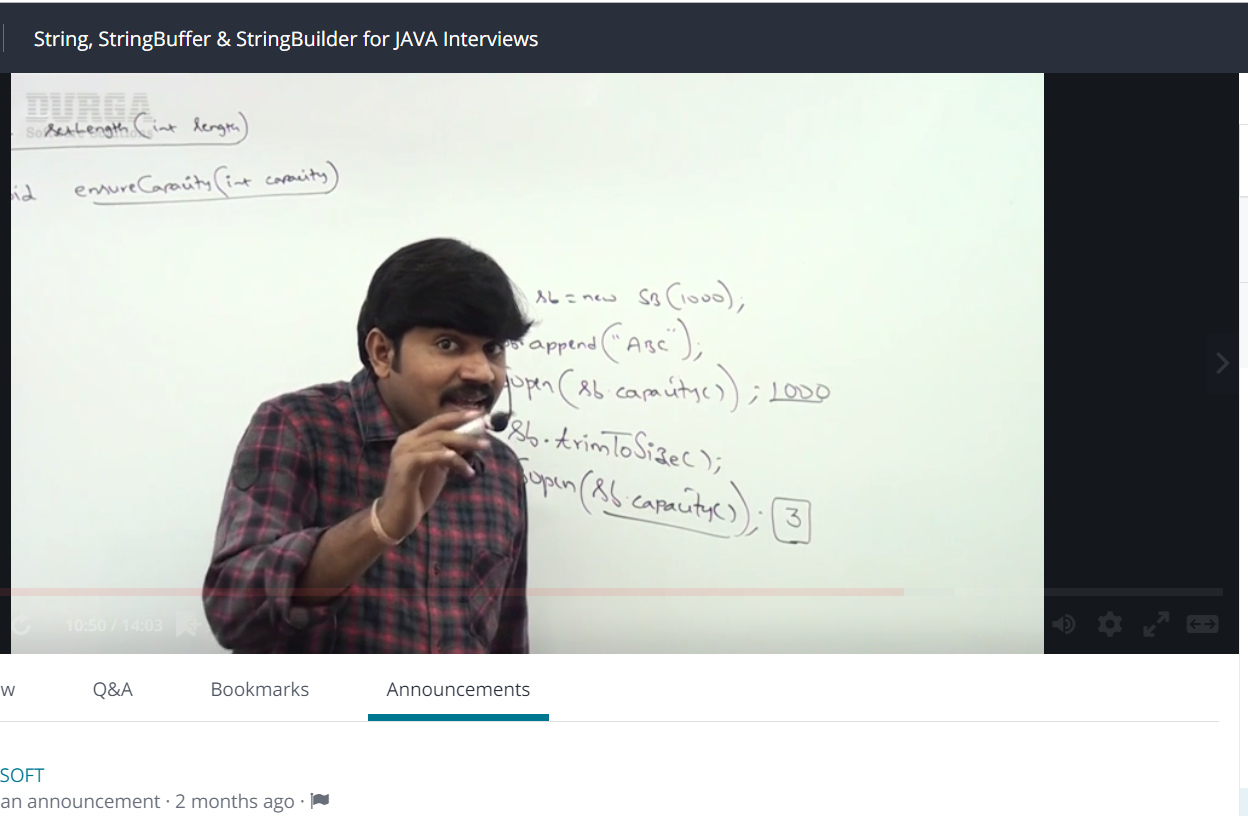 String, StringBuffer & StringBuilder for JAVA Interviews
DURGA
Software Solutions
setLength(int length)
id ensureCapacity(int capacity)
sb = new SB(1000);
sb.append("ABC");
Sopln(sb.capacity()); 1000
sb.trimToSize();
Sopln(sb.capacity()); 3
10:50 / 14:03
w Q&A Bookmarks Announcements
SOFT
an announcement · 2 months ago ·